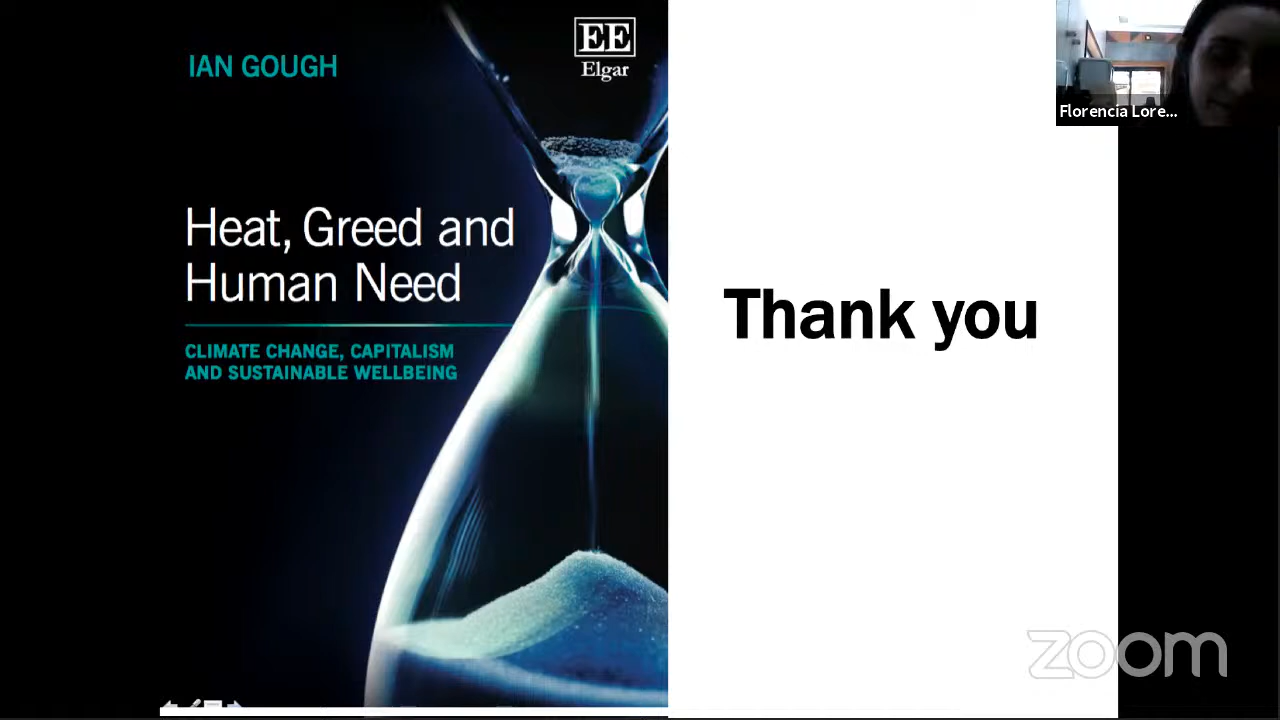 IAN GOUGH
EE
Elgar
Heat, Greed and
Human Need
CLIMATE CHANGE, CAPITALISM
AND SUSTAINABLE WELLBEING
Thank you
Florencia Lore...
zoom